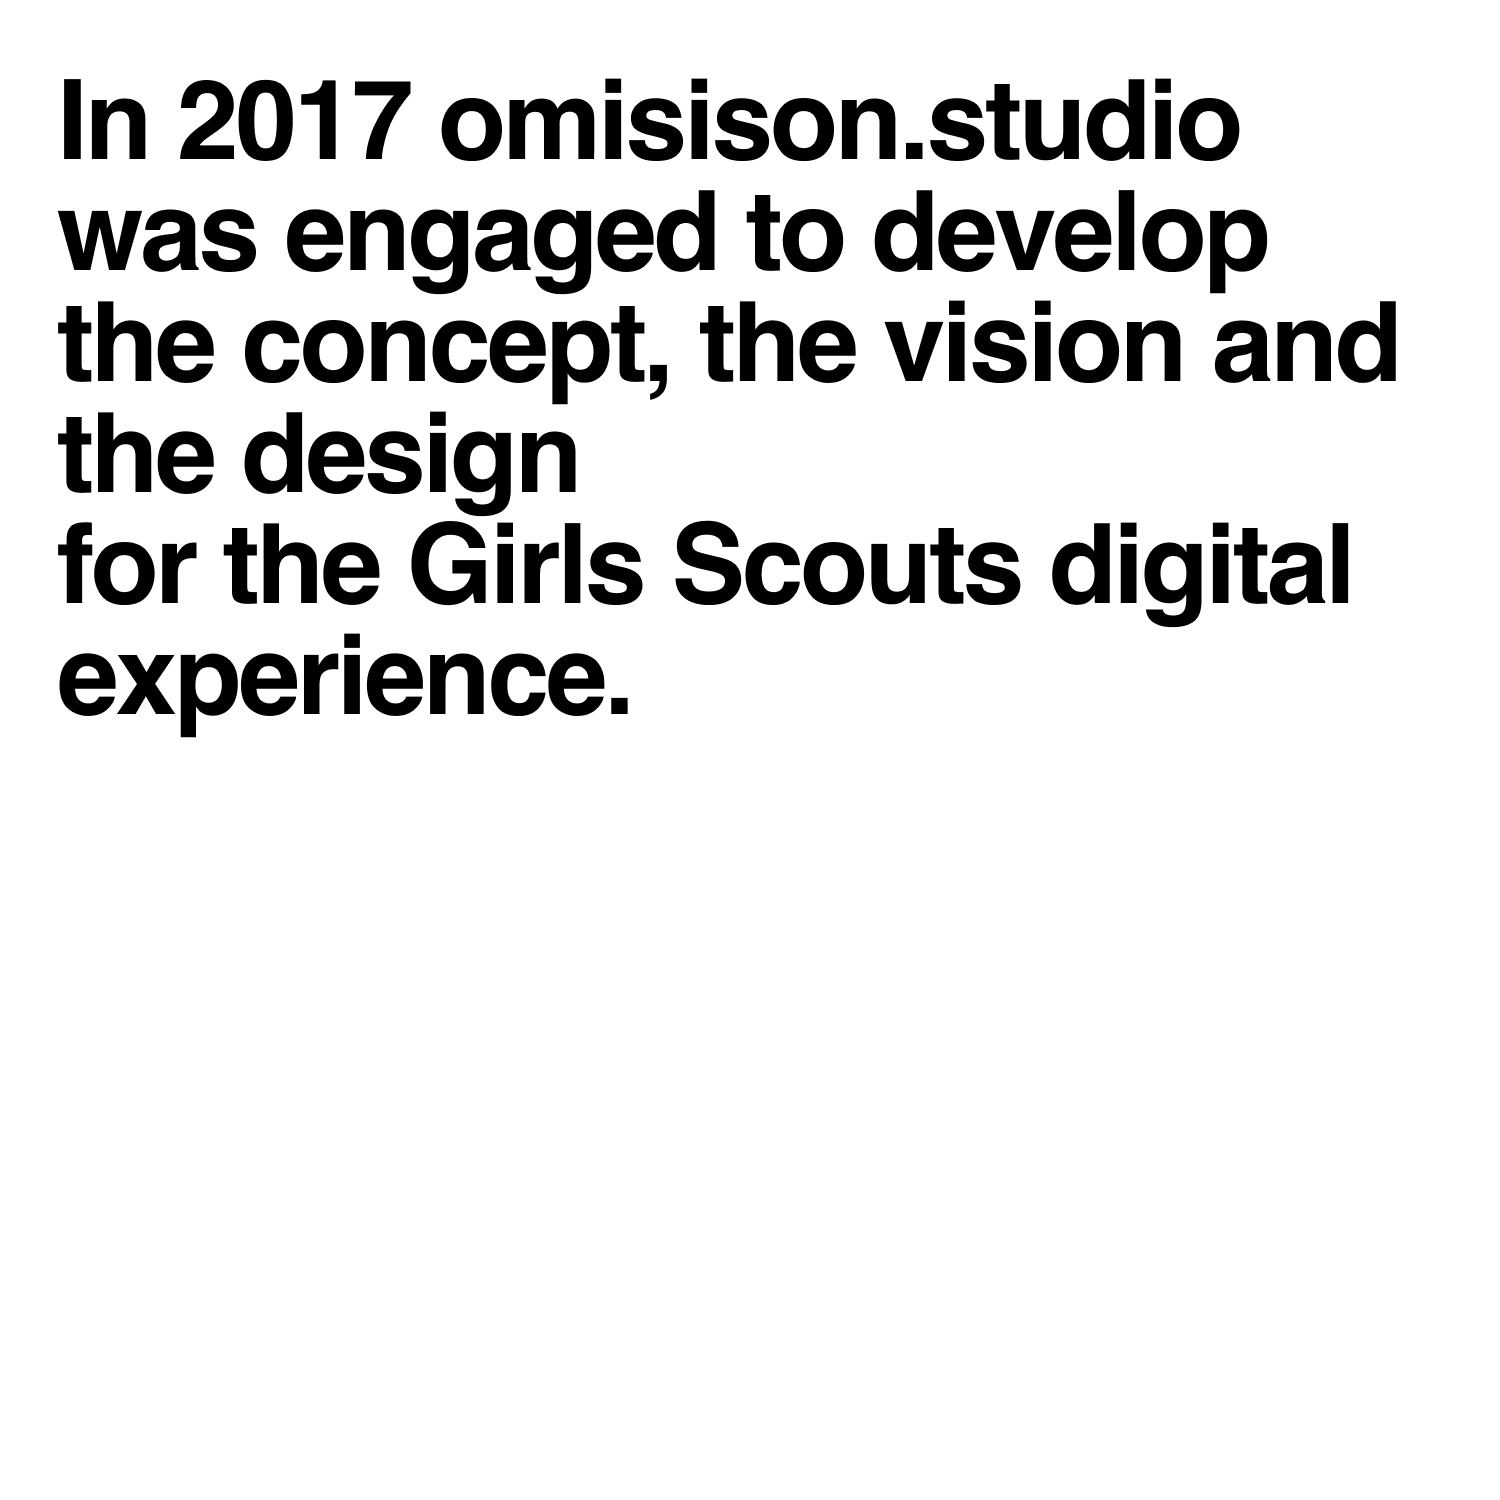 In 2017 omisison.studio
was engaged to develop
the concept, the vision and
the design
for the Girls Scouts digital
experience.